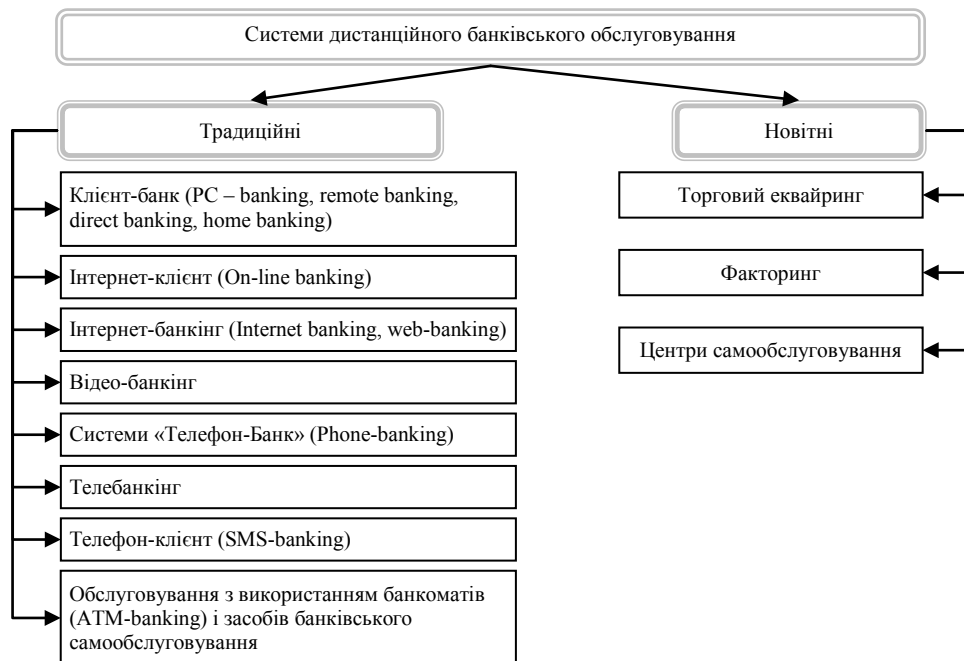 Системи дистанційного банківського обслуговування
Традиційні
Клієнт-банк (PC – banking, remote banking,
direct banking, home banking)
Інтернет-клієнт (On-line banking)
Інтернет-банкінг (Internet banking, web-banking)
Відео-банкінг
Системи «Телефон-Банк» (Phone-banking)
Телебанкінг
Телефон-клієнт (SMS-banking)
Обслуговування з використанням банкоматів
(ATM-banking) і засобів банківського
самообслуговування
Новітні
Торговий еквайринг
Факторинг
Центри самообслуговування